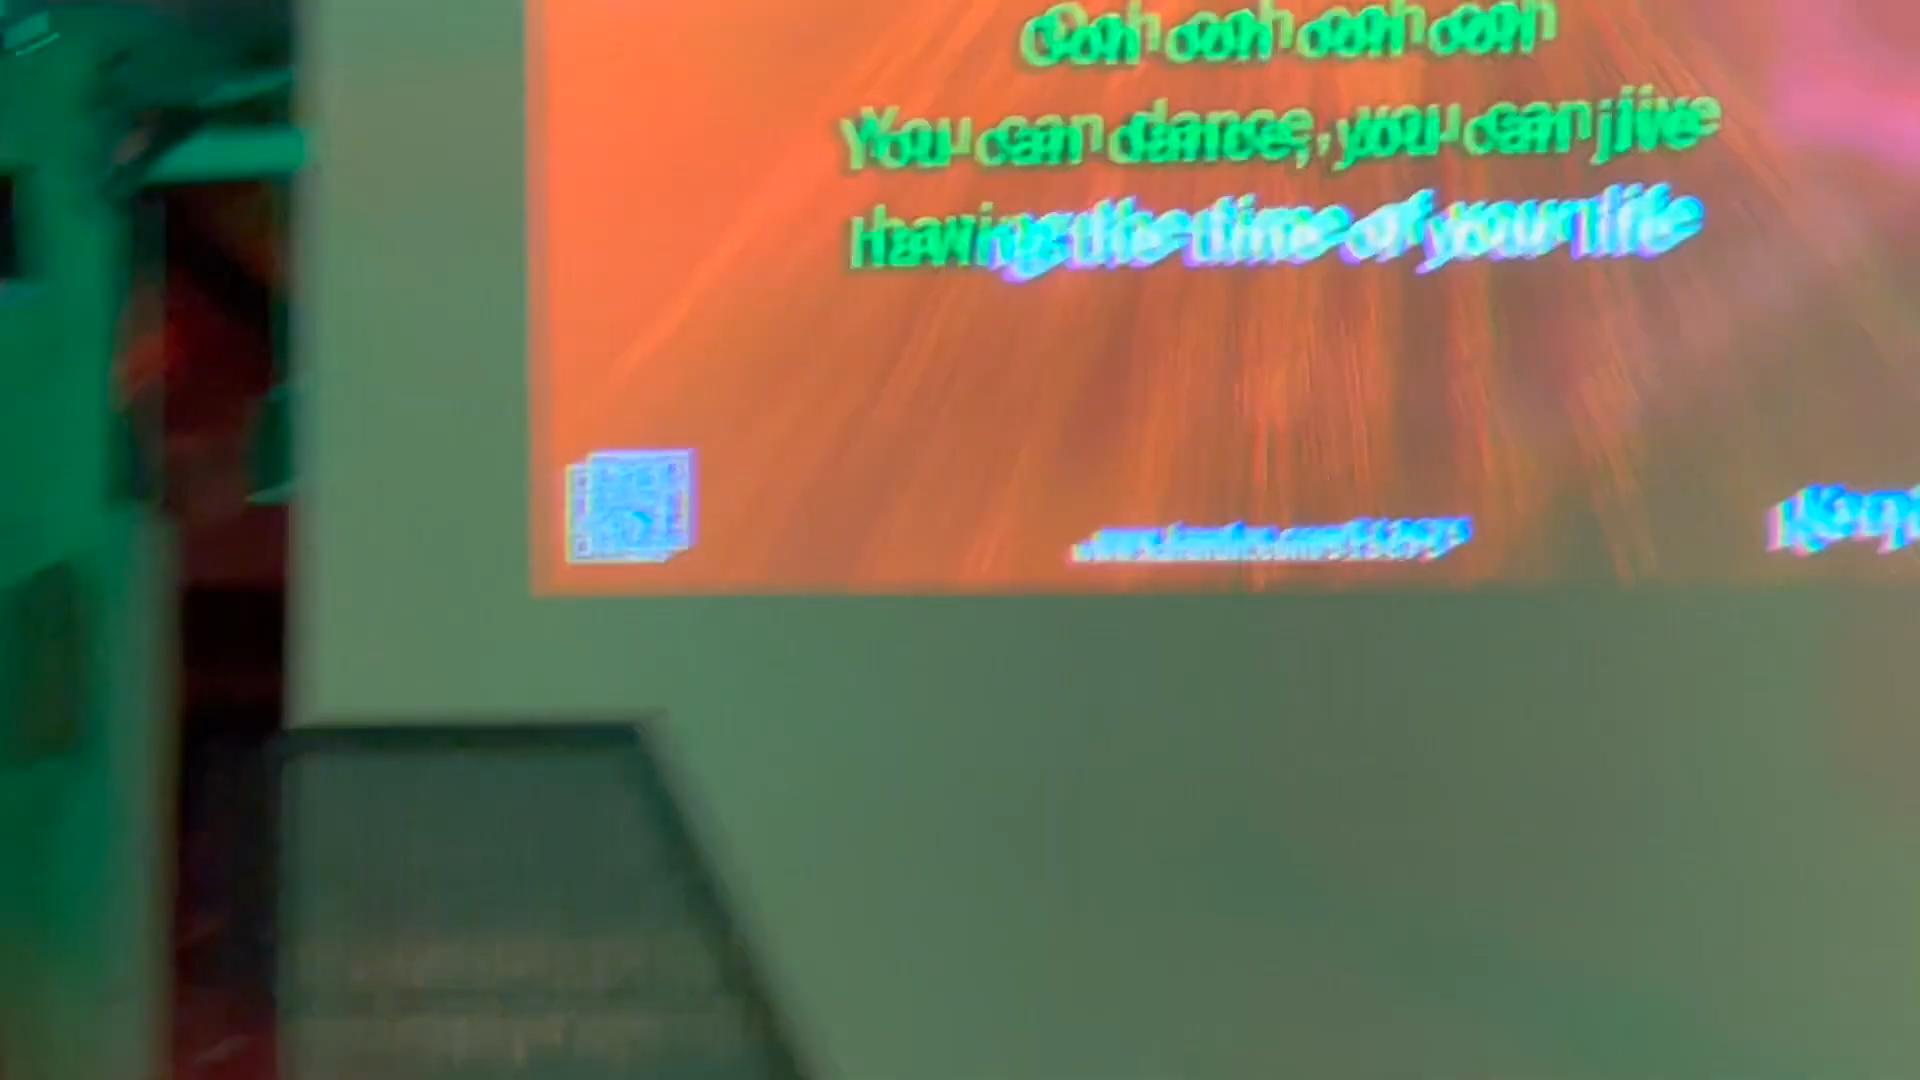 Ooh ooh ooh ooh
You can dance, you can jive
having the time of your life